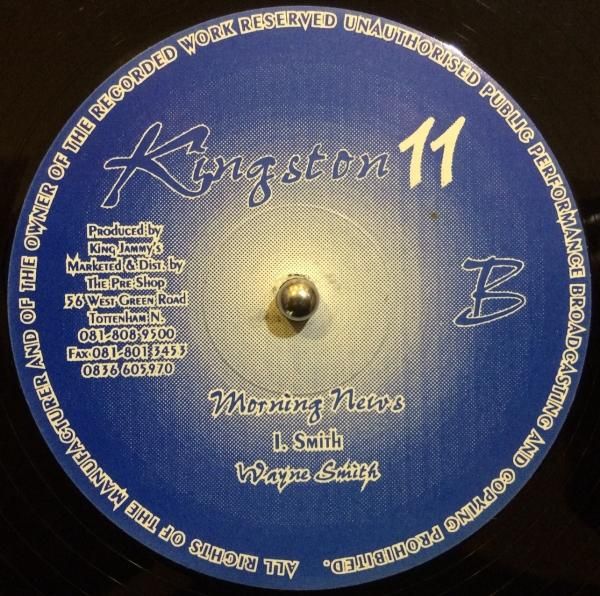 ALL RIGHTS OF THE MANUFACTURER AND OF THE OWNER OF THE RECORDED WORK RESERVED UNAUTHORISED PUBLIC PERFORMANCE BROADCASTING AND COPYING PROHIBITED.
Kingston 11
Produced by
King Jammy's
Marketed & Dist. by
The Pre Shop
56 West Green Road
Tottenham N.
081-808 9500
Fax 081-801 3453
0836 605970
B
Morning News
I. Smith
Wayne Smith